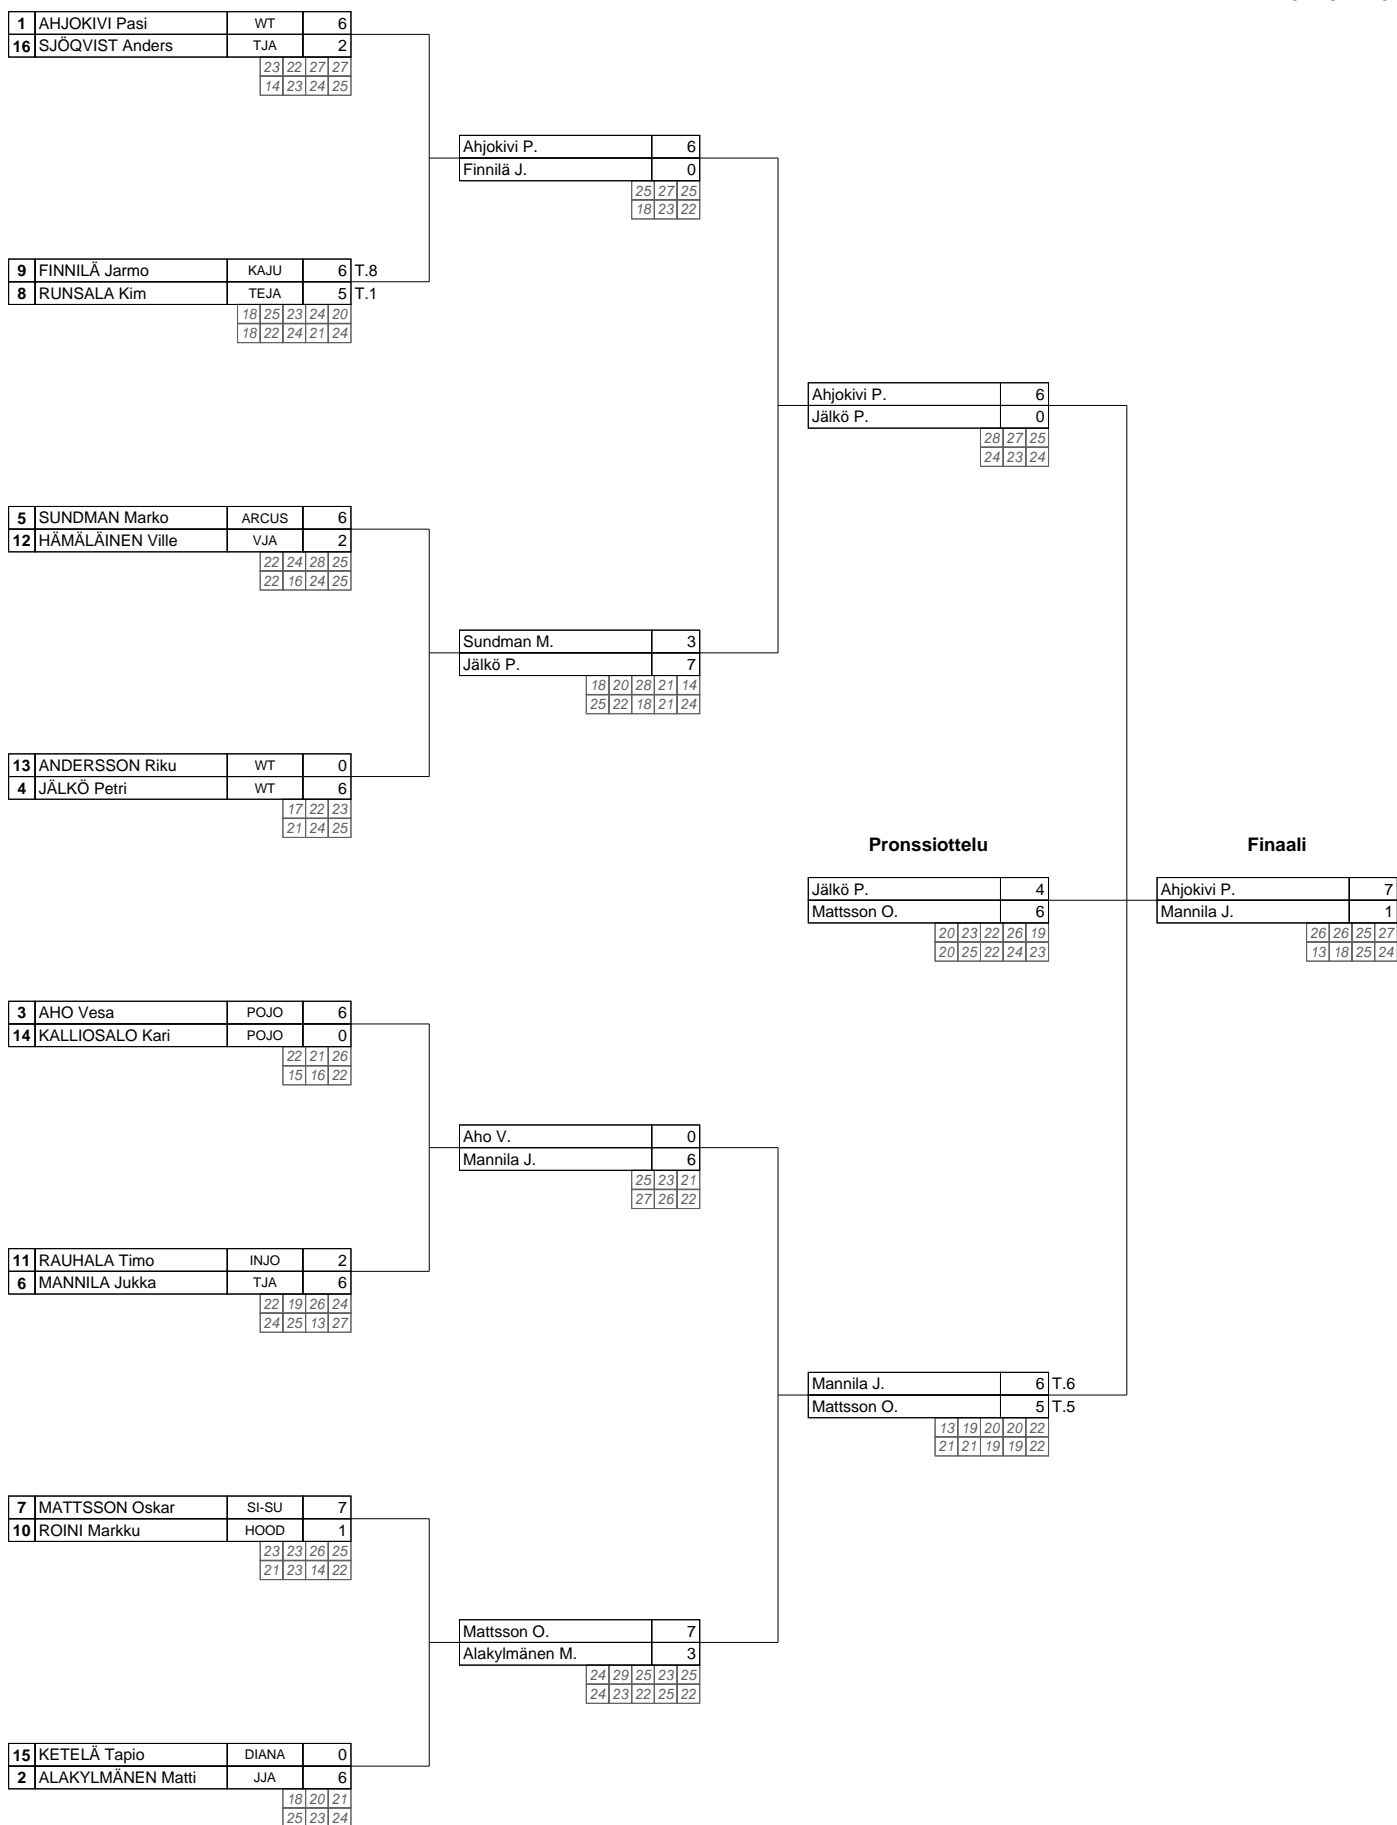 1 AHJOKIVI Pasi WT 6
16 SJÖQVIST Anders TJA 2
23 22 27 27
14 23 24 25
Ahjokivi P. 6
Finnilä J. 0
25 27 25
18 23 22
9 FINNILÄ Jarmo KAJU 6 T.8
8 RUNSALA Kim TEJA 5 T.1
18 25 23 24 20
18 22 24 21 24
Ahjokivi P. 6
Jälkö P. 0
28 27 25
24 23 24
5 SUNDMAN Marko ARCUS 6
12 HÄMÄLÄINEN Ville VJA 2
22 24 28 25
22 16 24 25
Sundman M. 3
Jälkö P. 7
18 20 28 21 14
25 22 18 21 24
13 ANDERSSON Riku WT 0
4 JÄLKÖ Petri WT 6
17 22 23
21 24 25
Pronssiottelu Finaali
Jälkö P. 4 Ahjokivi P. 7
Mattsson O. 6 Mannila J. 1
20 23 22 26 19 26 26 25 27
20 25 22 24 23 13 18 25 24
3 AHO Vesa POJO 6
14 KALLIOSALO Kari POJO 0
22 21 26
15 16 22
Aho V. 0
Mannila J. 6
25 23 21
27 26 22
11 RAUHALA Timo INJO 2
6 MANNILA Jukka TJA 6
22 19 26 24
24 25 13 27
Mannila J. 6 T.6
Mattsson O. 5 T.5
13 19 20 20 22
21 21 19 19 22
7 MATTSSON Oskar SI-SU 7
10 ROINI Markku HOOD 1
23 23 26 25
21 23 14 22
Mattsson O. 7
Alakylmänen M. 3
24 29 25 23 25
24 23 22 25 22
15 KETELÄ Tapio DIANA 0
2 ALAKYLMÄNEN Matti JJA 6
18 20 21
25 23 24